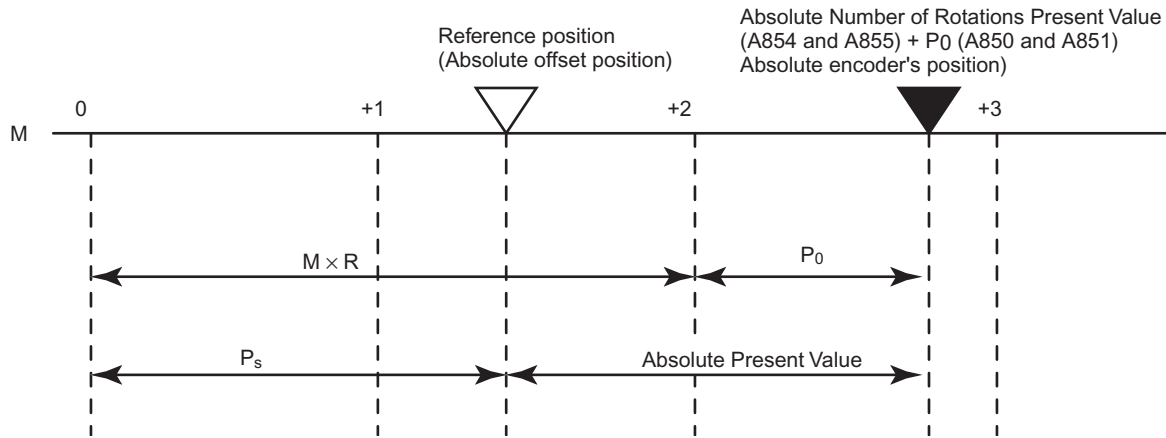 Absolute Number of Rotations Present Value
(A854 and A855) + P0 (A850 and A851)
Absolute encoder's position)
Reference position
(Absolute offset position)
0
+1
+2
+3
M
M × R
P0
Ps
Absolute Present Value